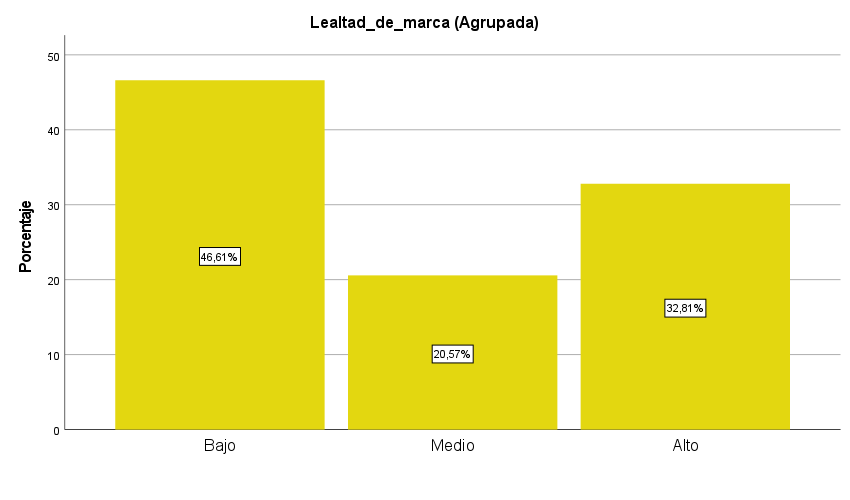 Lealtad_de_marca (Agrupada)
Porcentaje
50
40
30
20
10
0
46,61%
20,57%
32,81%
Bajo
Medio
Alto